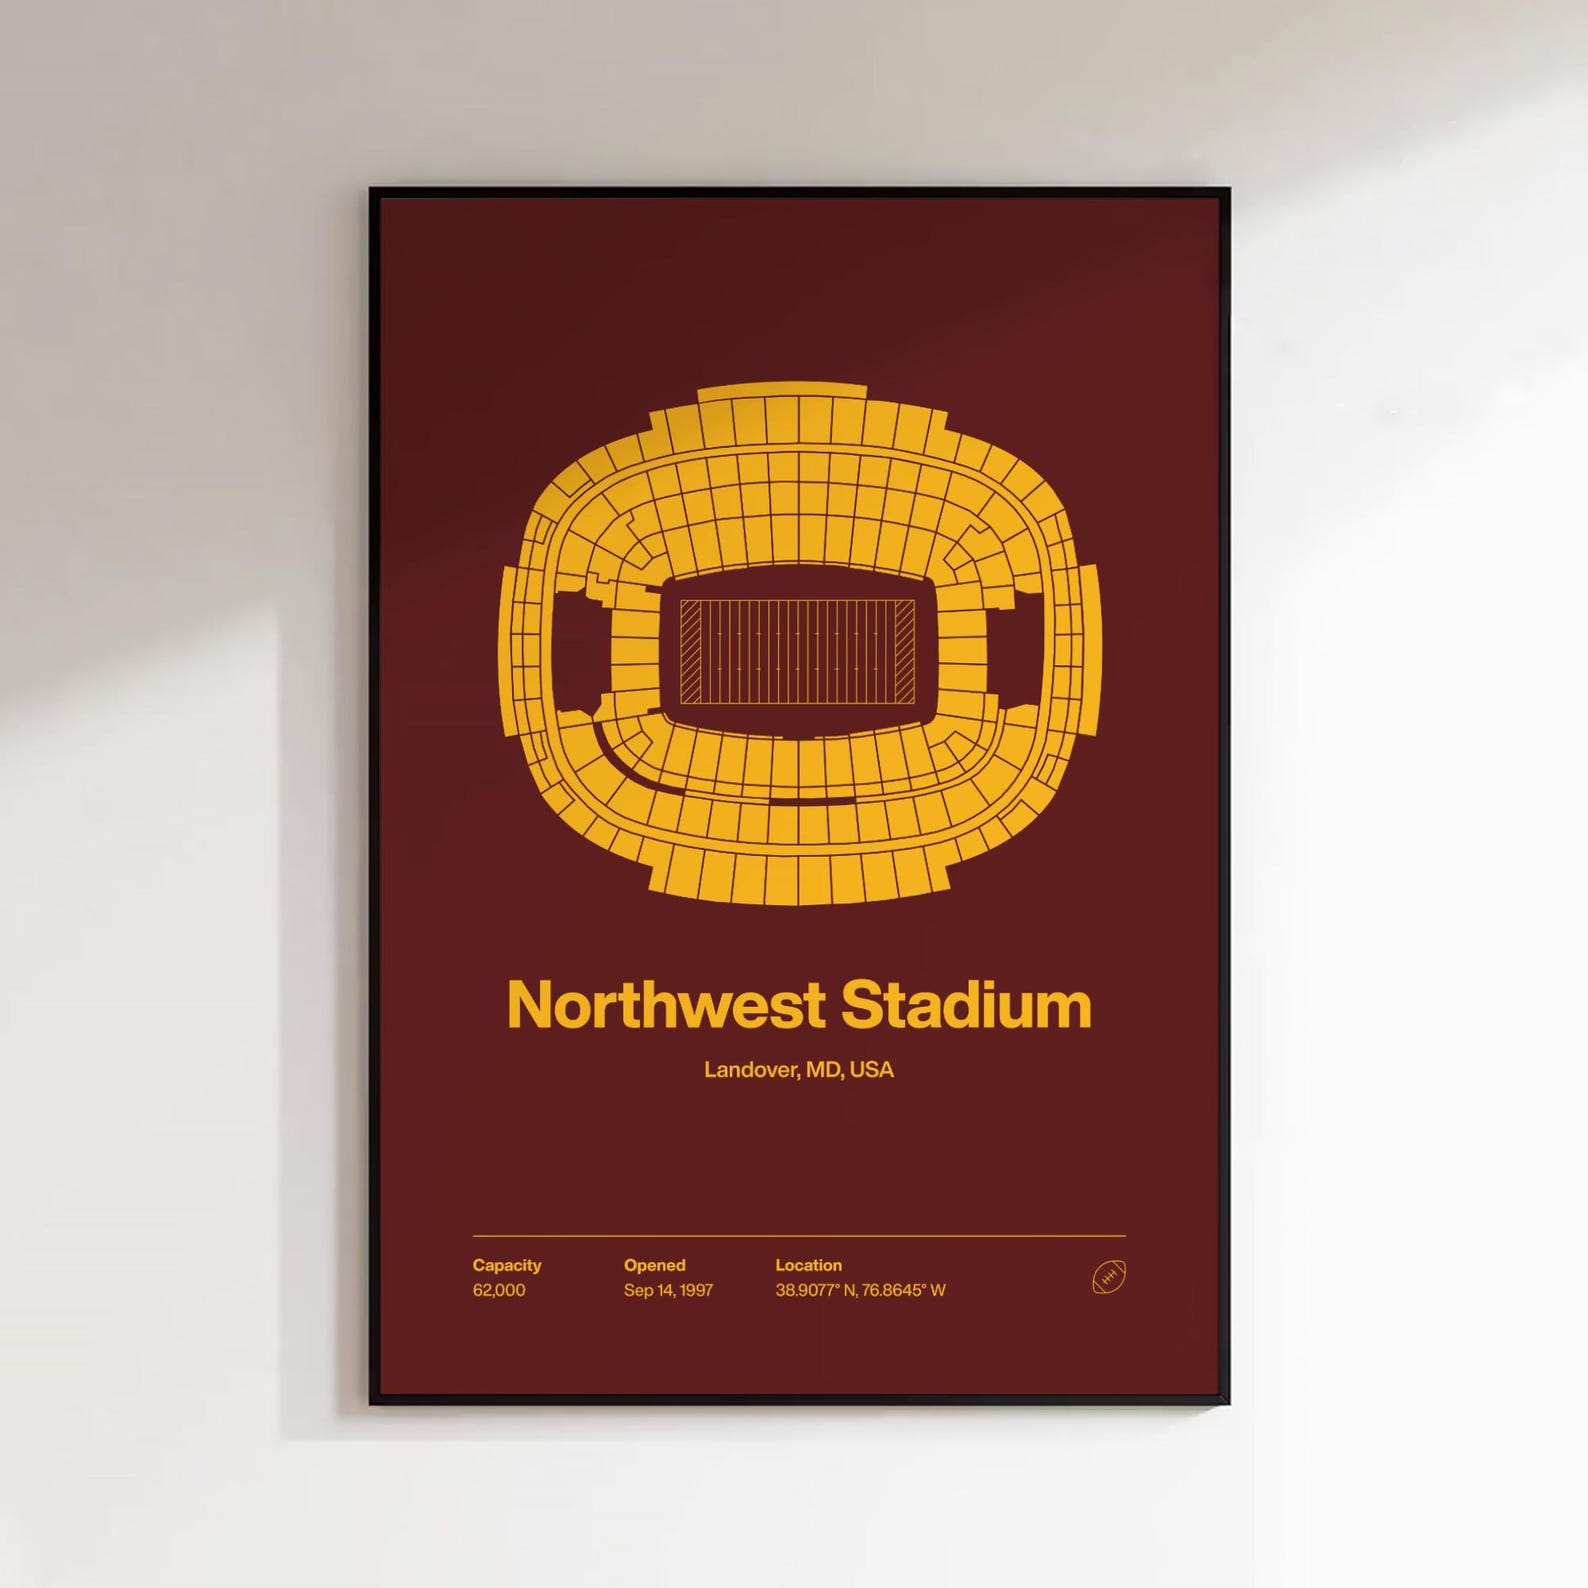 Northwest Stadium
Landover, MD, USA
Capacity
62,000
Opened
Sep 14, 1997
Location
38.9077° N, 76.8645° W